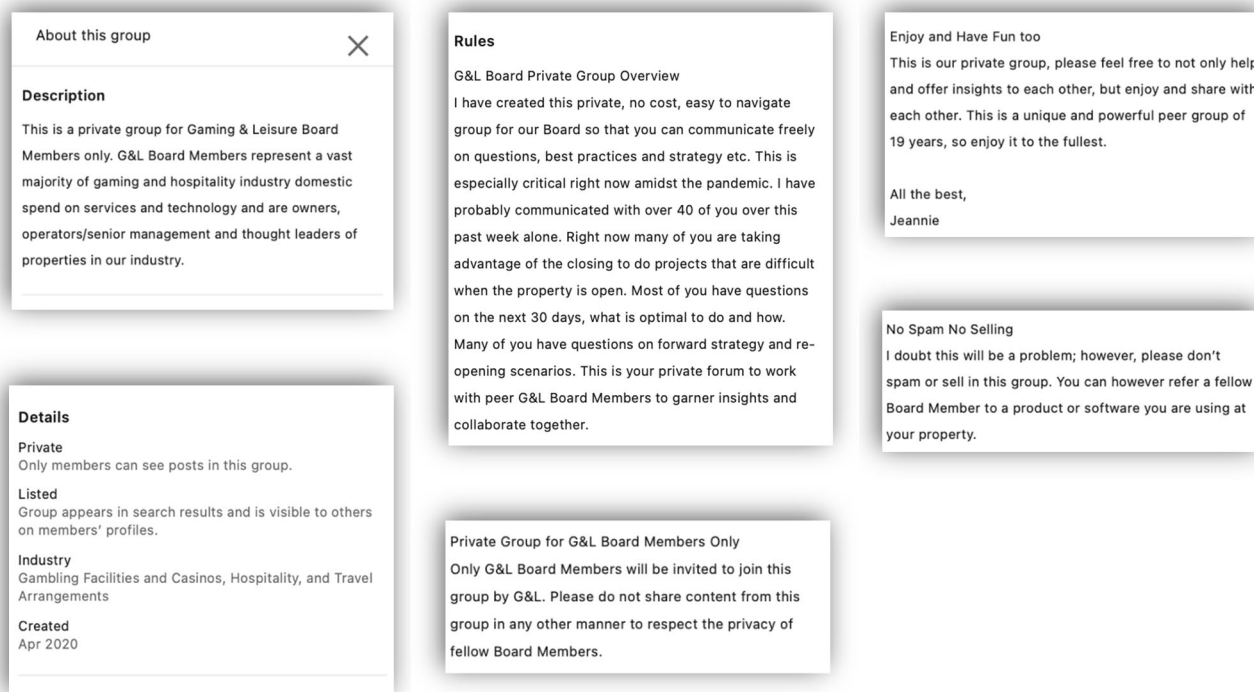 About this group
Description
This is a private group for Gaming & Leisure Board
Members only. G&L Board Members represent a vast
majority of gaming and hospitality industry domestic
spend on services and technology and are owners,
operators/senior management and thought leaders of
properties in our industry.
Details
Private
Only members can see posts in this group.
Listed
Group appears in search results and is visible to others
on members' profiles.
Industry
Gambling Facilities and Casinos, Hospitality, and Travel
Arrangements
Created
Apr 2020
Rules
G&L Board Private Group Overview
I have created this private, no cost, easy to navigate
group for our Board so that you can communicate freely
on questions, best practices and strategy etc. This is
especially critical right now amidst the pandemic. I have
probably communicated with over 40 of you over this
past week alone. Right now many of you are taking
advantage of the closing to do projects that are difficult
when the property is open. Most of you have questions
on the next 30 days, what is optimal to do and how.
Many of you have questions on forward strategy and re-
opening scenarios. This is your private forum to work
with peer G&L Board Members to garner insights and
collaborate together.
Private Group for G&L Board Members Only
Only G&L Board Members will be invited to join this
group by G&L. Please do not share content from this
group in any other manner to respect the privacy of
fellow Board Members.
Enjoy and Have Fun too
This is our private group, please feel free to not only help
and offer insights to each other, but enjoy and share with
each other. This is a unique and powerful peer group of
19 years, so enjoy it to the fullest.
All the best,
Jeannie
No Spam No Selling
I doubt this will be a problem; however, please don't
spam or sell in this group. You can however refer a fellow
Board Member to a product or software you are using at
your property.